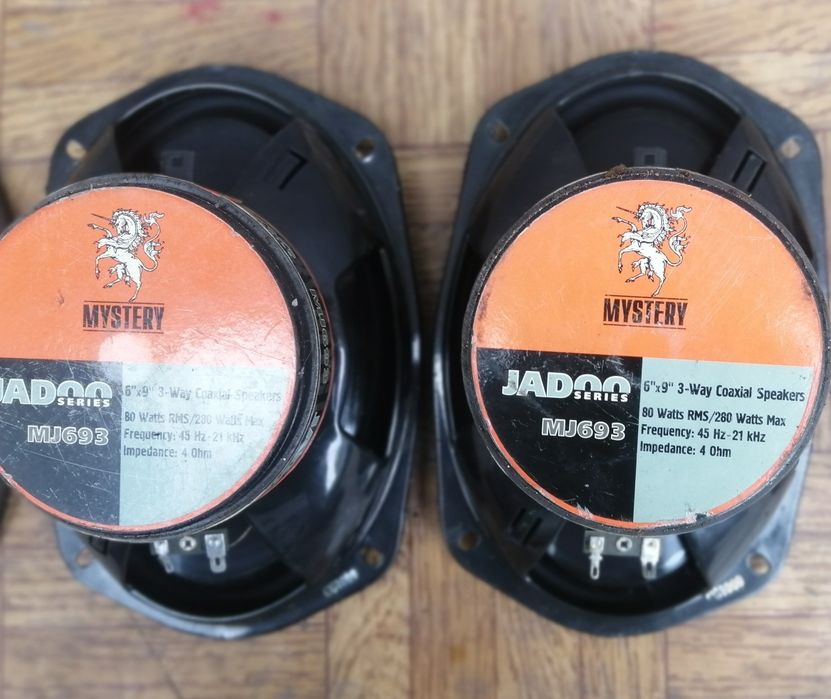 MYSTERY
JADOO
SERIES
MJ693
6"x9" 3-Way Coaxial Speakers
80 Watts RMS/280 Watts Max
Frequency: 45 Hz-21 kHz
Impedance: 4 Ohm
MJ693
MYSTERY
JADOO
SERIES
MJ693
6"x9" 3-Way Coaxial Speakers
80 Watts RMS/280 Watts Max
Frequency: 45 Hz-21 kHz
Impedance: 4 Ohm